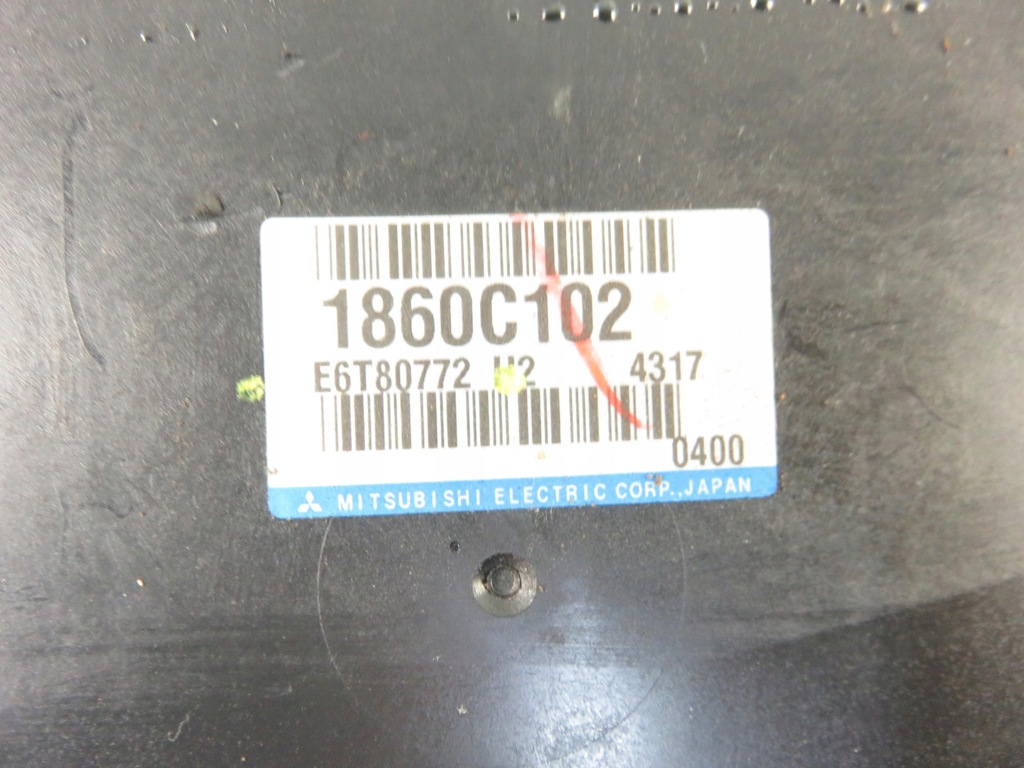 1860C102
E6T80772 H2 4317
0400
MITSUBISHI ELECTRIC CORP.,JAPAN